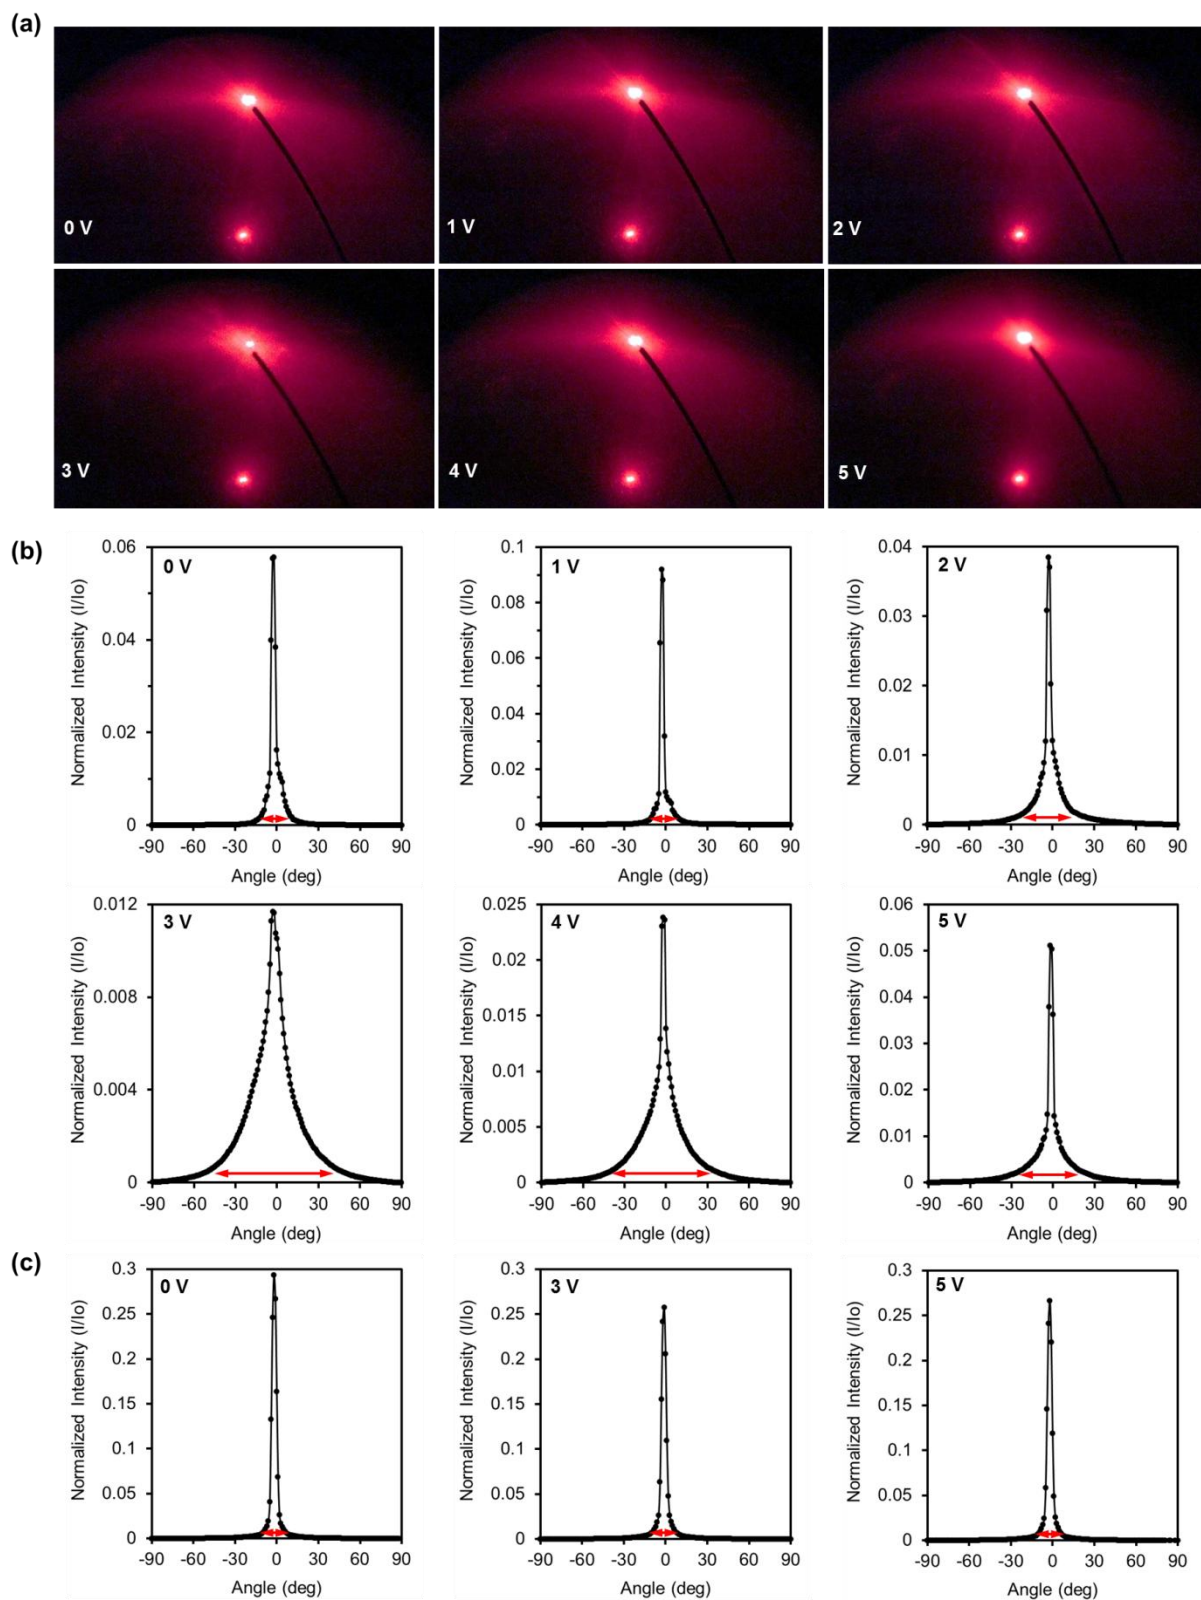 (a)
0 V
1 V
2 V
3 V
4 V
5 V
(b)
0 V
Normalized Intensity (I/Io)
0.06
0.04
0.02
0
-90 -60 -30 0 30 60 90
Angle (deg)
1 V
Normalized Intensity (I/Io)
0.1
0.08
0.06
0.04
0.02
0
-90 -60 -30 0 30 60 90
Angle (deg)
2 V
Normalized Intensity (I/Io)
0.04
0.03
0.02
0.01
0
-90 -60 -30 0 30 60 90
Angle (deg)
3 V
Normalized Intensity (I/Io)
0.012
0.008
0.004
0
-90 -60 -30 0 30 60 90
Angle (deg)
4 V
Normalized Intensity (I/Io)
0.025
0.02
0.015
0.01
0.005
0
-90 -60 -30 0 30 60 90
Angle (deg)
5 V
Normalized Intensity (I/Io)
0.06
0.05
0.04
0.03
0.02
0.01
0
-90 -60 -30 0 30 60 90
Angle (deg)
(c)
0 V
Normalized Intensity (I/Io)
0.3
0.25
0.2
0.15
0.1
0.05
0
-90 -60 -30 0 30 60 90
Angle (deg)
3 V
Normalized Intensity (I/Io)
0.3
0.25
0.2
0.15
0.1
0.05
0
-90 -60 -30 0 30 60 90
Angle (deg)
5 V
Normalized Intensity (I/Io)
0.3
0.25
0.2
0.15
0.1
0.05
0
-90 -60 -30 0 30 60 90
Angle (deg)